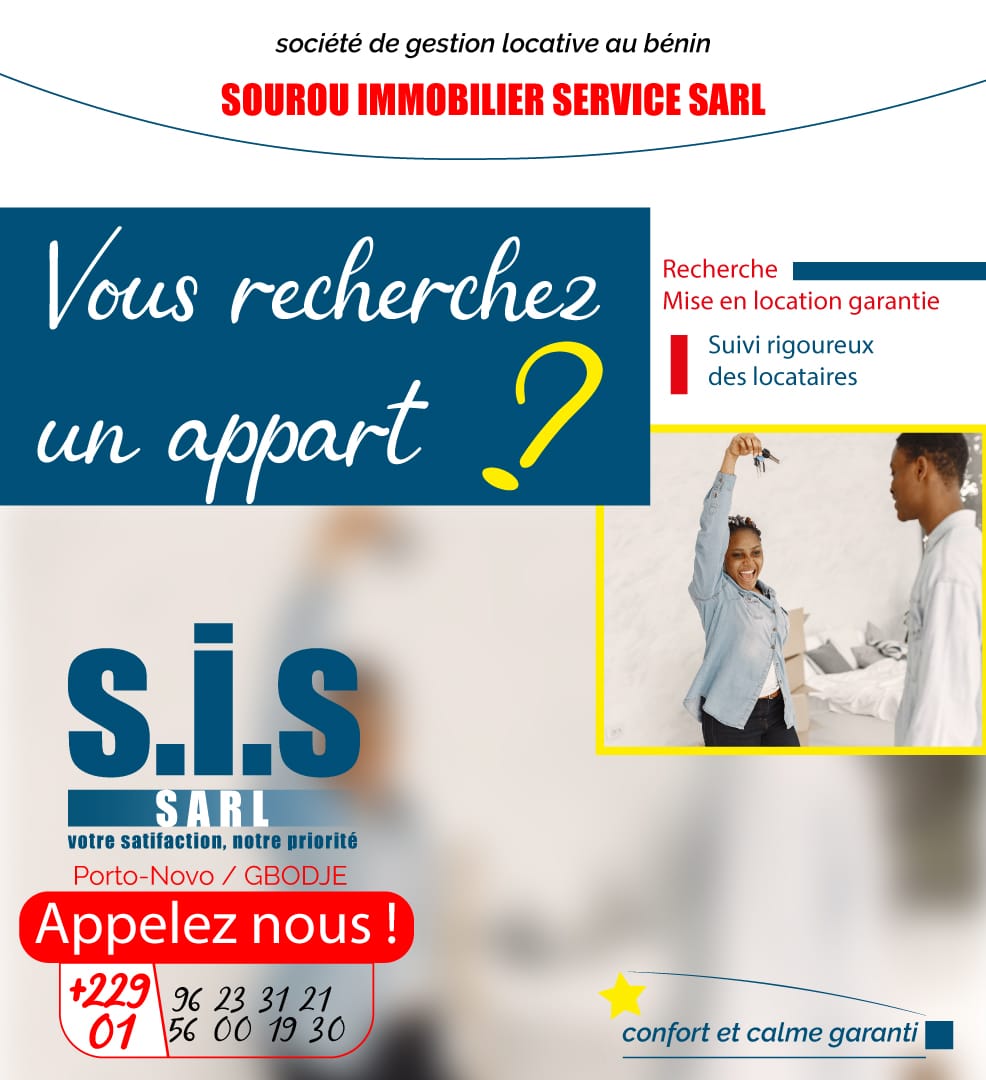 société de gestion locative au bénin
SOUROU IMMOBILIER SERVICE SARL
Vous recherchez
un appart ?
Recherche
Mise en location garantie
Suivi rigoureux
des locataires
s.i.s
SARL
votre satifaction, notre priorité
Porto-Novo / GBODJE
Appelez nous !
+229
01
96 23 31 21
56 00 19 30
confort et calme garanti